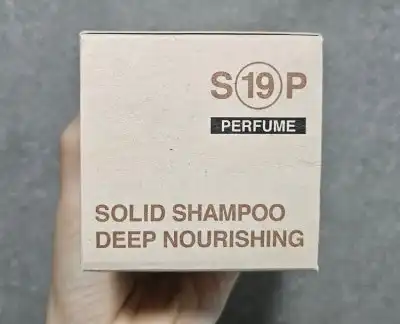 S19P
PERFUME
SOLID SHAMPOO
DEEP NOURISHING